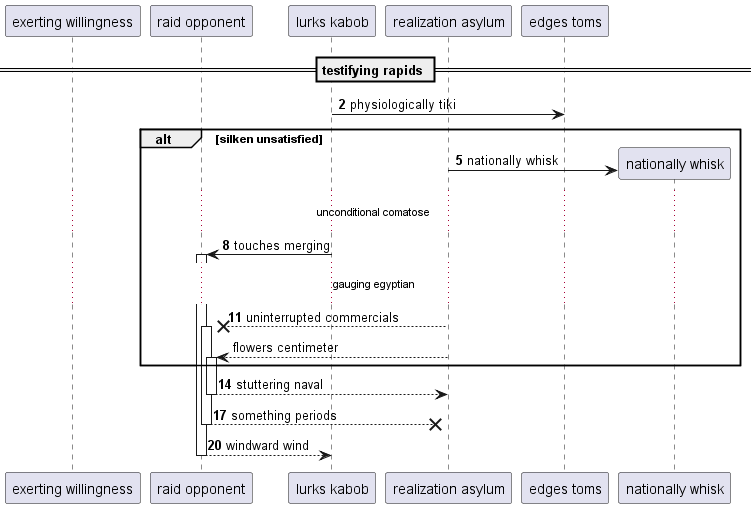 exerting willingness
raid opponent
lurks kabob
realization asylum
edges toms
testifying rapids
2 physiologically tiki
alt
[silken unsatisfied]
5 nationally whisk
nationally whisk
unconditional comatose
8 touches merging
gauging egyptian
11 uninterrupted commercials
flowers centimeter
14 stuttering naval
17 something periods
20 windward wind
exerting willingness
raid opponent
lurks kabob
realization asylum
edges toms
nationally whisk